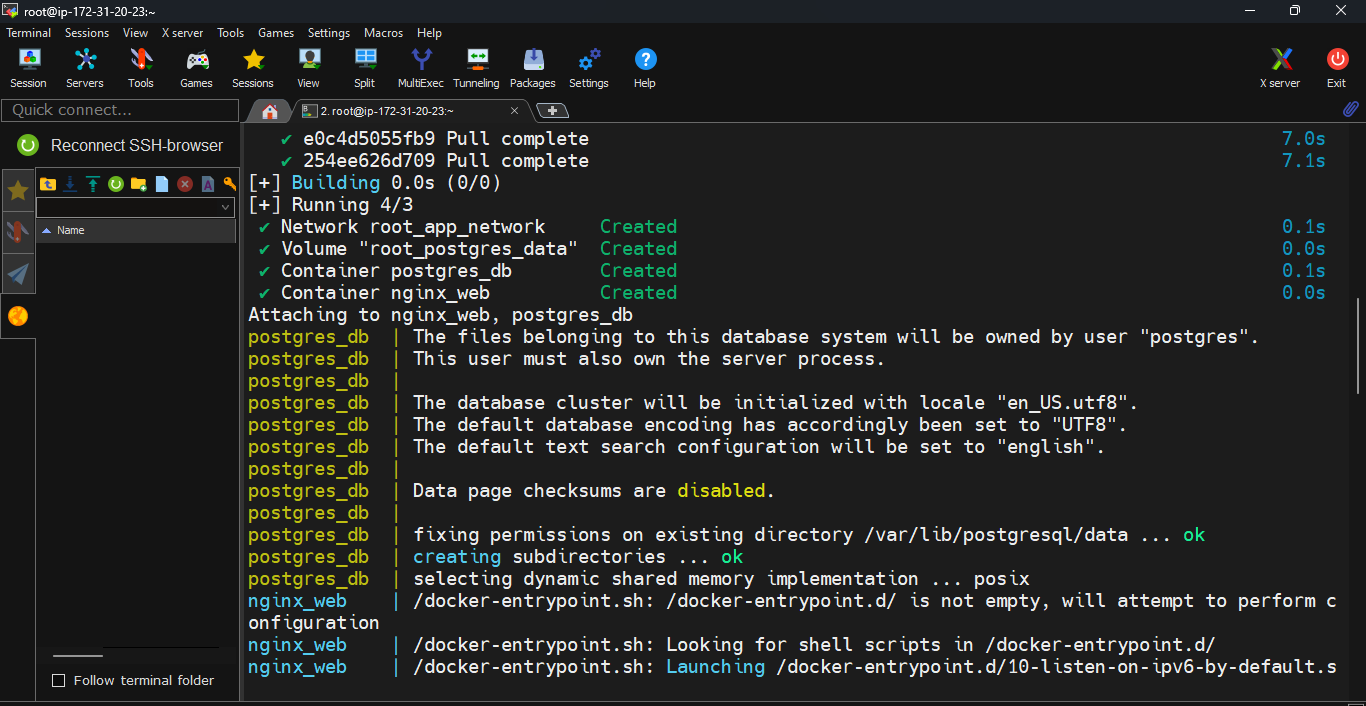 root@ip-172-31-20-23:~
Terminal Sessions View X server Tools Games Settings Macros Help
Session Servers Tools Games Sessions View Split MultiExec Tunneling Packages Settings Help X server Exit
Quick connect...
2. root@ip-172-31-20-23:~
Reconnect SSH-browser
Name
Follow terminal folder
✔ e0c4d5055fb9 Pull complete 7.0s
✔ 254ee626d709 Pull complete 7.1s
[+] Building 0.0s (0/0)
[+] Running 4/3
✔ Network root_app_network Created 0.1s
✔ Volume "root_postgres_data" Created 0.0s
✔ Container postgres_db Created 0.1s
✔ Container nginx_web Created 0.0s
Attaching to nginx_web, postgres_db
postgres_db | The files belonging to this database system will be owned by user "postgres".
postgres_db | This user must also own the server process.
postgres_db |
postgres_db | The database cluster will be initialized with locale "en_US.utf8".
postgres_db | The default database encoding has accordingly been set to "UTF8".
postgres_db | The default text search configuration will be set to "english".
postgres_db |
postgres_db | Data page checksums are disabled.
postgres_db |
postgres_db | fixing permissions on existing directory /var/lib/postgresql/data ... ok
postgres_db | creating subdirectories ... ok
postgres_db | selecting dynamic shared memory implementation ... posix
nginx_web | /docker-entrypoint.sh: /docker-entrypoint.d/ is not empty, will attempt to perform c
onfiguration
nginx_web | /docker-entrypoint.sh: Looking for shell scripts in /docker-entrypoint.d/
nginx_web | /docker-entrypoint.sh: Launching /docker-entrypoint.d/10-listen-on-ipv6-by-default.s